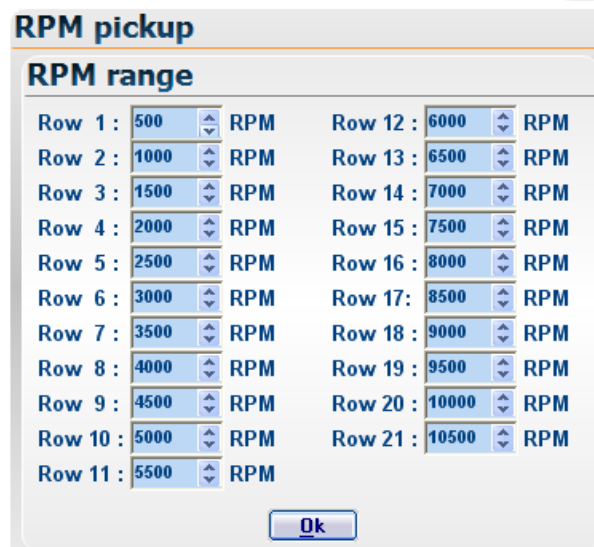 RPM pickup
RPM range
Row 1 : 500 RPM
Row 2 : 1000 RPM
Row 3 : 1500 RPM
Row 4 : 2000 RPM
Row 5 : 2500 RPM
Row 6 : 3000 RPM
Row 7 : 3500 RPM
Row 8 : 4000 RPM
Row 9 : 4500 RPM
Row 10 : 5000 RPM
Row 11 : 5500 RPM
Row 12 : 6000 RPM
Row 13 : 6500 RPM
Row 14 : 7000 RPM
Row 15 : 7500 RPM
Row 16 : 8000 RPM
Row 17: 8500 RPM
Row 18 : 9000 RPM
Row 19 : 9500 RPM
Row 20 : 10000 RPM
Row 21 : 10500 RPM
Ok